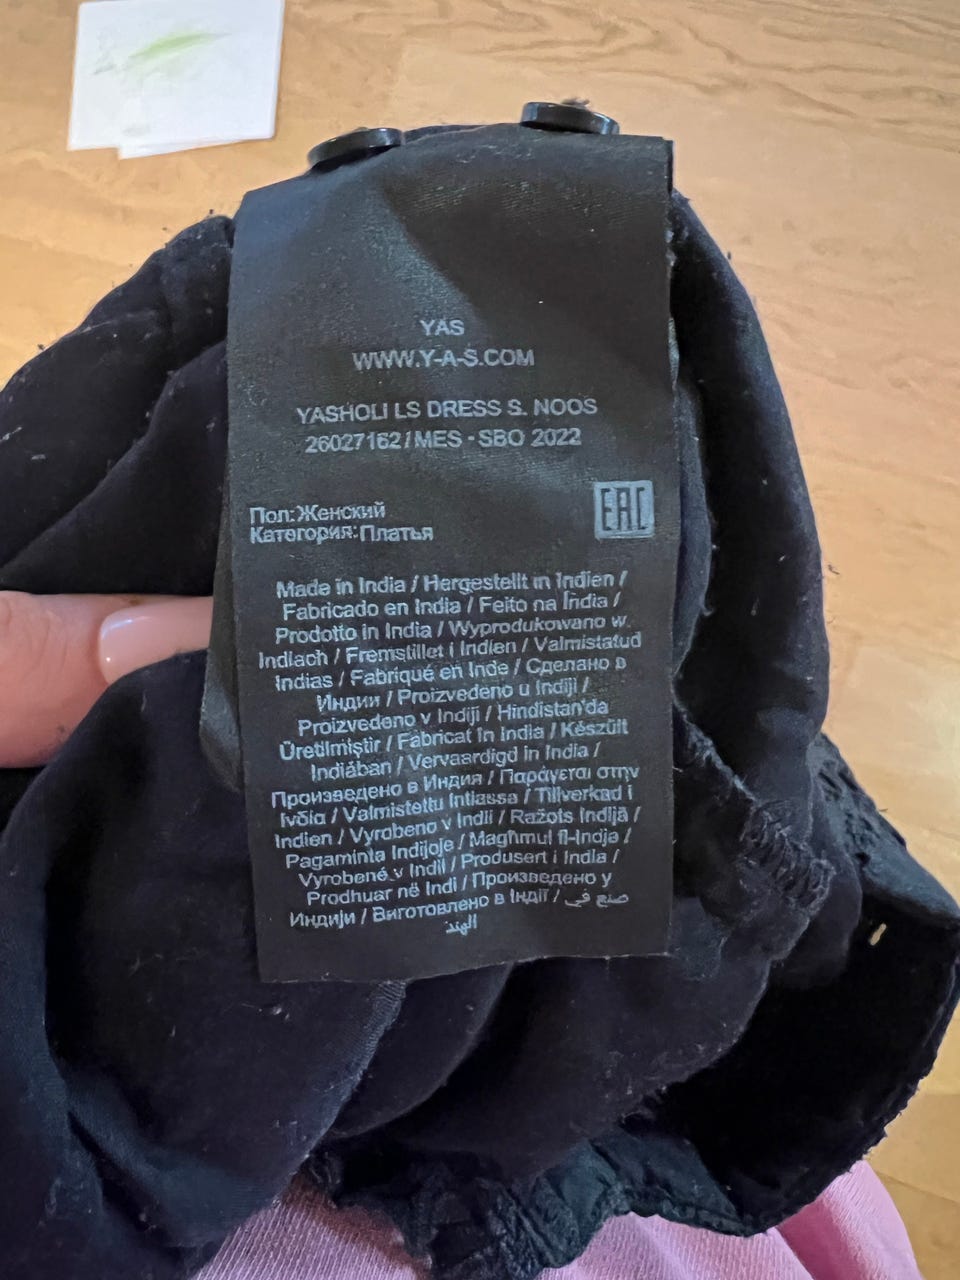 YAS
WWW.Y-A-S.COM
YASHOLI LS DRESS S. NOOS
26027162 / MES · SBO 2022
Пол:Женский
Категория:Платья
EAC
Made in India / Hergestellt in Indien /
Fabricado en India / Feito na Índia /
Prodotto in India / Wyprodukowano w.
Indiach / Fremstillet i Indien / Valmistatud
Indias / Fabriqué en Inde / Сделано в
Индии / Proizvedeno u Indiji /
Proizvedeno v Indiji / Hindistan'da
Üretilmiştir / Fabricat în India / Készült
Indiában / Vervaardigd in India /
Произведено в Индия / Παράγεται στην
Ινδία / Valmistettu Intiassa / Tillverkad i
Indien / Vyrobeno v Indii / Ražots Indijā /
Pagaminta Indijoje / Magħmul fl-Indja /
Vyrobené v Indii / Produsert i India /
Prodhuar në Indi / Произведено у
Индији / Виготовлено в Індії / صنع في
الهند